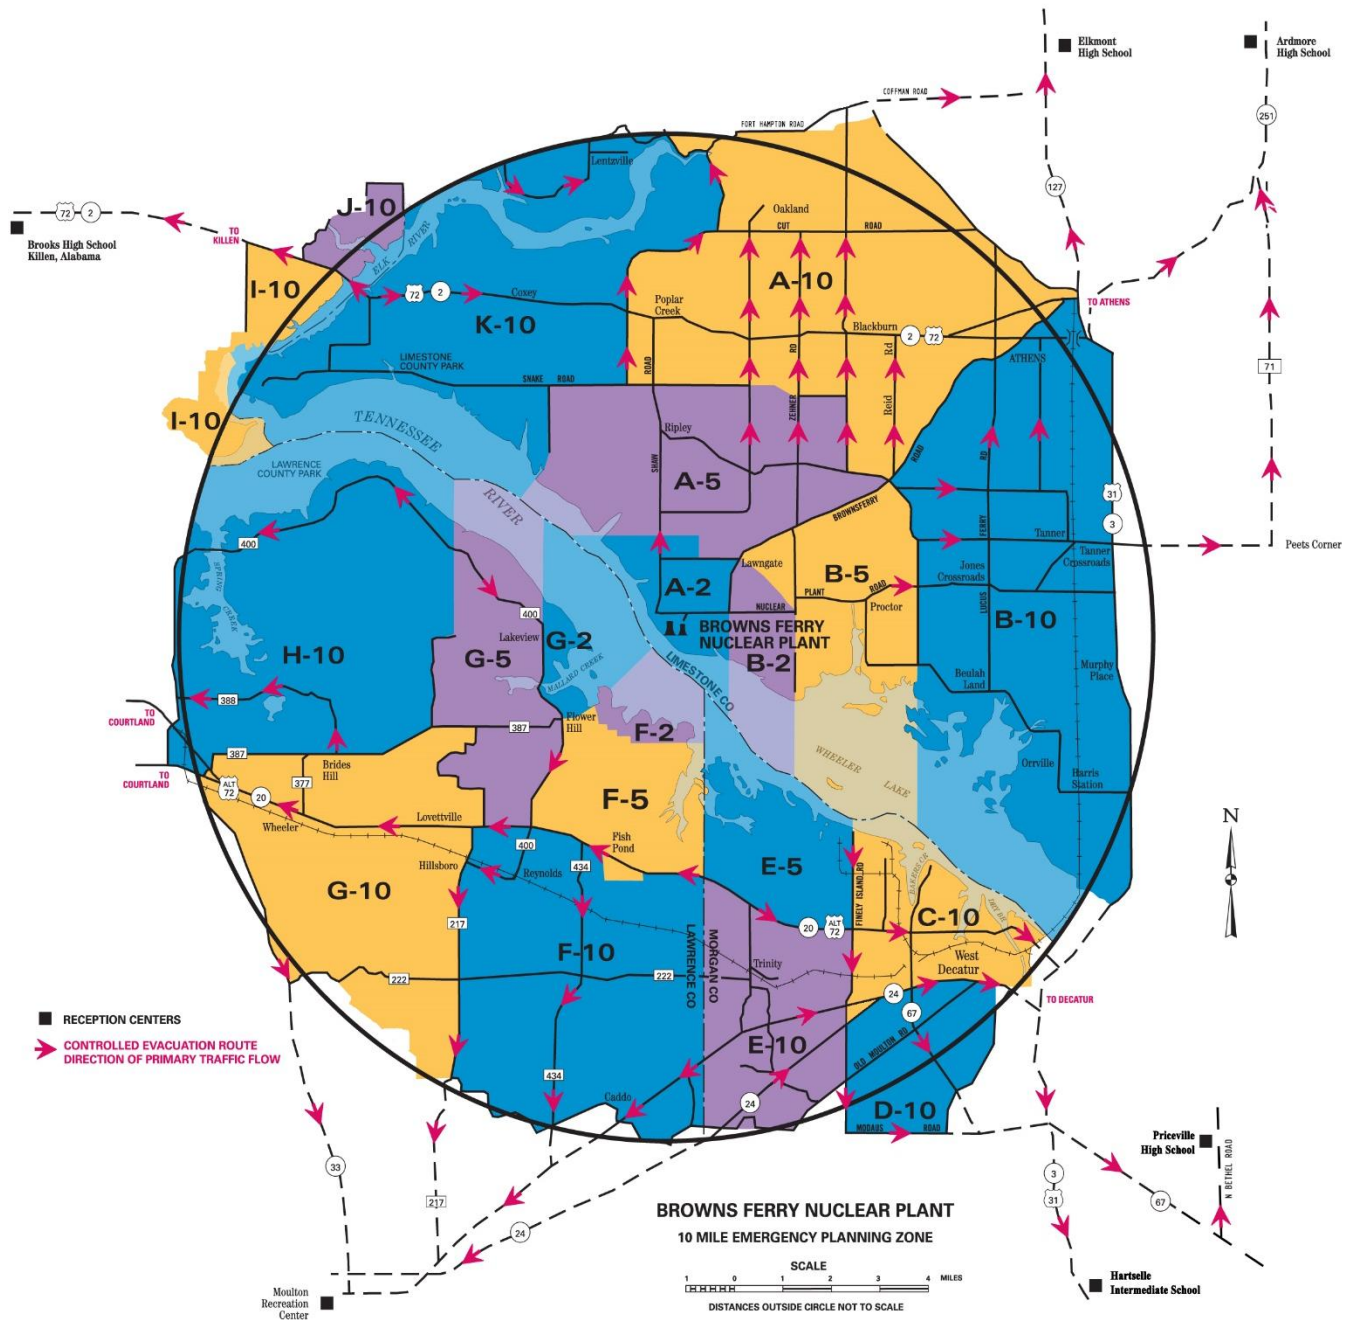 Elkmont
High School
Ardmore
High School
COFFMAN ROAD
FORT HAMPTON ROAD
251
127
Lentzville
J-10
72
2
TO
KILLEN
Brooks High School
Killen, Alabama
ELK
RIVER
Oakland
CUT
ROAD
I-10
A-10
72
2
Coxey
Poplar
Creek
TO ATHENS
K-10
Blackburn
2
72
LIMESTONE
COUNTY PARK
SNAKE
ROAD
ROAD
RD
Rd
ATHENS
71
ZEHNER
Reid
I-10
TENNESSEE
Ripley
LAWRENCE
COUNTY PARK
SHAW
ROAD
RD
A-5
RIVER
31
BROWNSFERRY
3
FERRY
Tanner
400
Tanner
Crossroads
Peets Corner
SPRING
CREEK
Lawngate
Jones
Crossroads
A-2
B-5
PLANT
ROAD
NUCLEAR
Proctor
LUCUS
400
B-10
BROWNS FERRY
NUCLEAR PLANT
Lakeview
G-2
H-10
G-5
B-2
MALLARD CREEK
LIMESTONE CO
Beulah
Land
Murphy
Place
388
TO
COURTLAND
Flower
Hill
387
F-2
387
Brides
Hill
WHEELER
LAKE
Orrville
Harris
Station
TO
COURTLAND
ALT
72
20
377
F-5
N
Wheeler
Lovettville
Fish
Pond
400
Hillsboro
Reynolds
434
E-5
FINELY ISLAND RD
BAKERS CR
DRY BR
G-10
C-10
217
20
ALT
72
F-10
LAWRENCE CO
MORGAN CO
Trinity
West
Decatur
222
222
24
67
TO DECATUR
RECEPTION CENTERS
CONTROLLED EVACUATION ROUTE
DIRECTION OF PRIMARY TRAFFIC FLOW
E-10
OLD MOULTON RD
434
Caddo
24
D-10
MODABS
ROAD
Priceville
High School
N BETHEL ROAD
33
217
3
31
67
24
BROWNS FERRY NUCLEAR PLANT
10 MILE EMERGENCY PLANNING ZONE
SCALE
1 0 1 2 3 4 MILES
DISTANCES OUTSIDE CIRCLE NOT TO SCALE
Moulton
Recreation
Center
Hartselle
Intermediate School